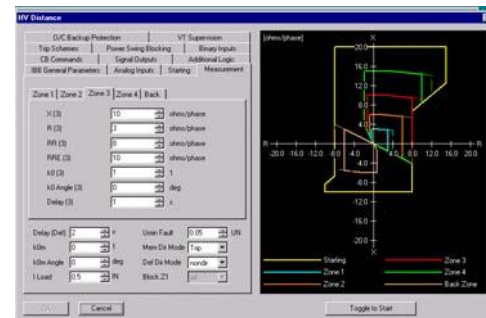 HV Distance
O/C Backup Protection
VT Supervision
Trip Schemes
Power Swing Blocking
Binary Inputs
CB Commands
Signal Outputs
Additional Logic
General Parameters
Analog Inputs
Starting
Measurement
Zone 1
Zone 2
Zone 3
Zone 4
Back
X (3)
10
ohms/phase
R (3)
3
ohms/phase
RR (3)
8
ohms/phase
RRE (3)
10
ohms/phase
k0 (3)
1
1
k0 Angle (3)
0
deg
Delay (3)
1
s
Delay (Def)
2
s
Umin Fault
0.05
UN
k0m
0
1
Mem Dir Mode
Trip
k0m Angle
0
deg
Def Dir Mode
nondir
I Load
0.5
IN
Block Z1
Cancel
[ohms/phase]
X
20.0
16.0
12.0
8.0
4.0
R
-20.0
-16.0
-12.0
-8.0
-4.0
4.0
8.0
12.0
16.0
20.0
R
-4.0
-8.0
-12.0
-16.0
-20.0
X
Starting
Zone 3
Zone 1
Zone 4
Zone 2
Back Zone
Toggle to Start